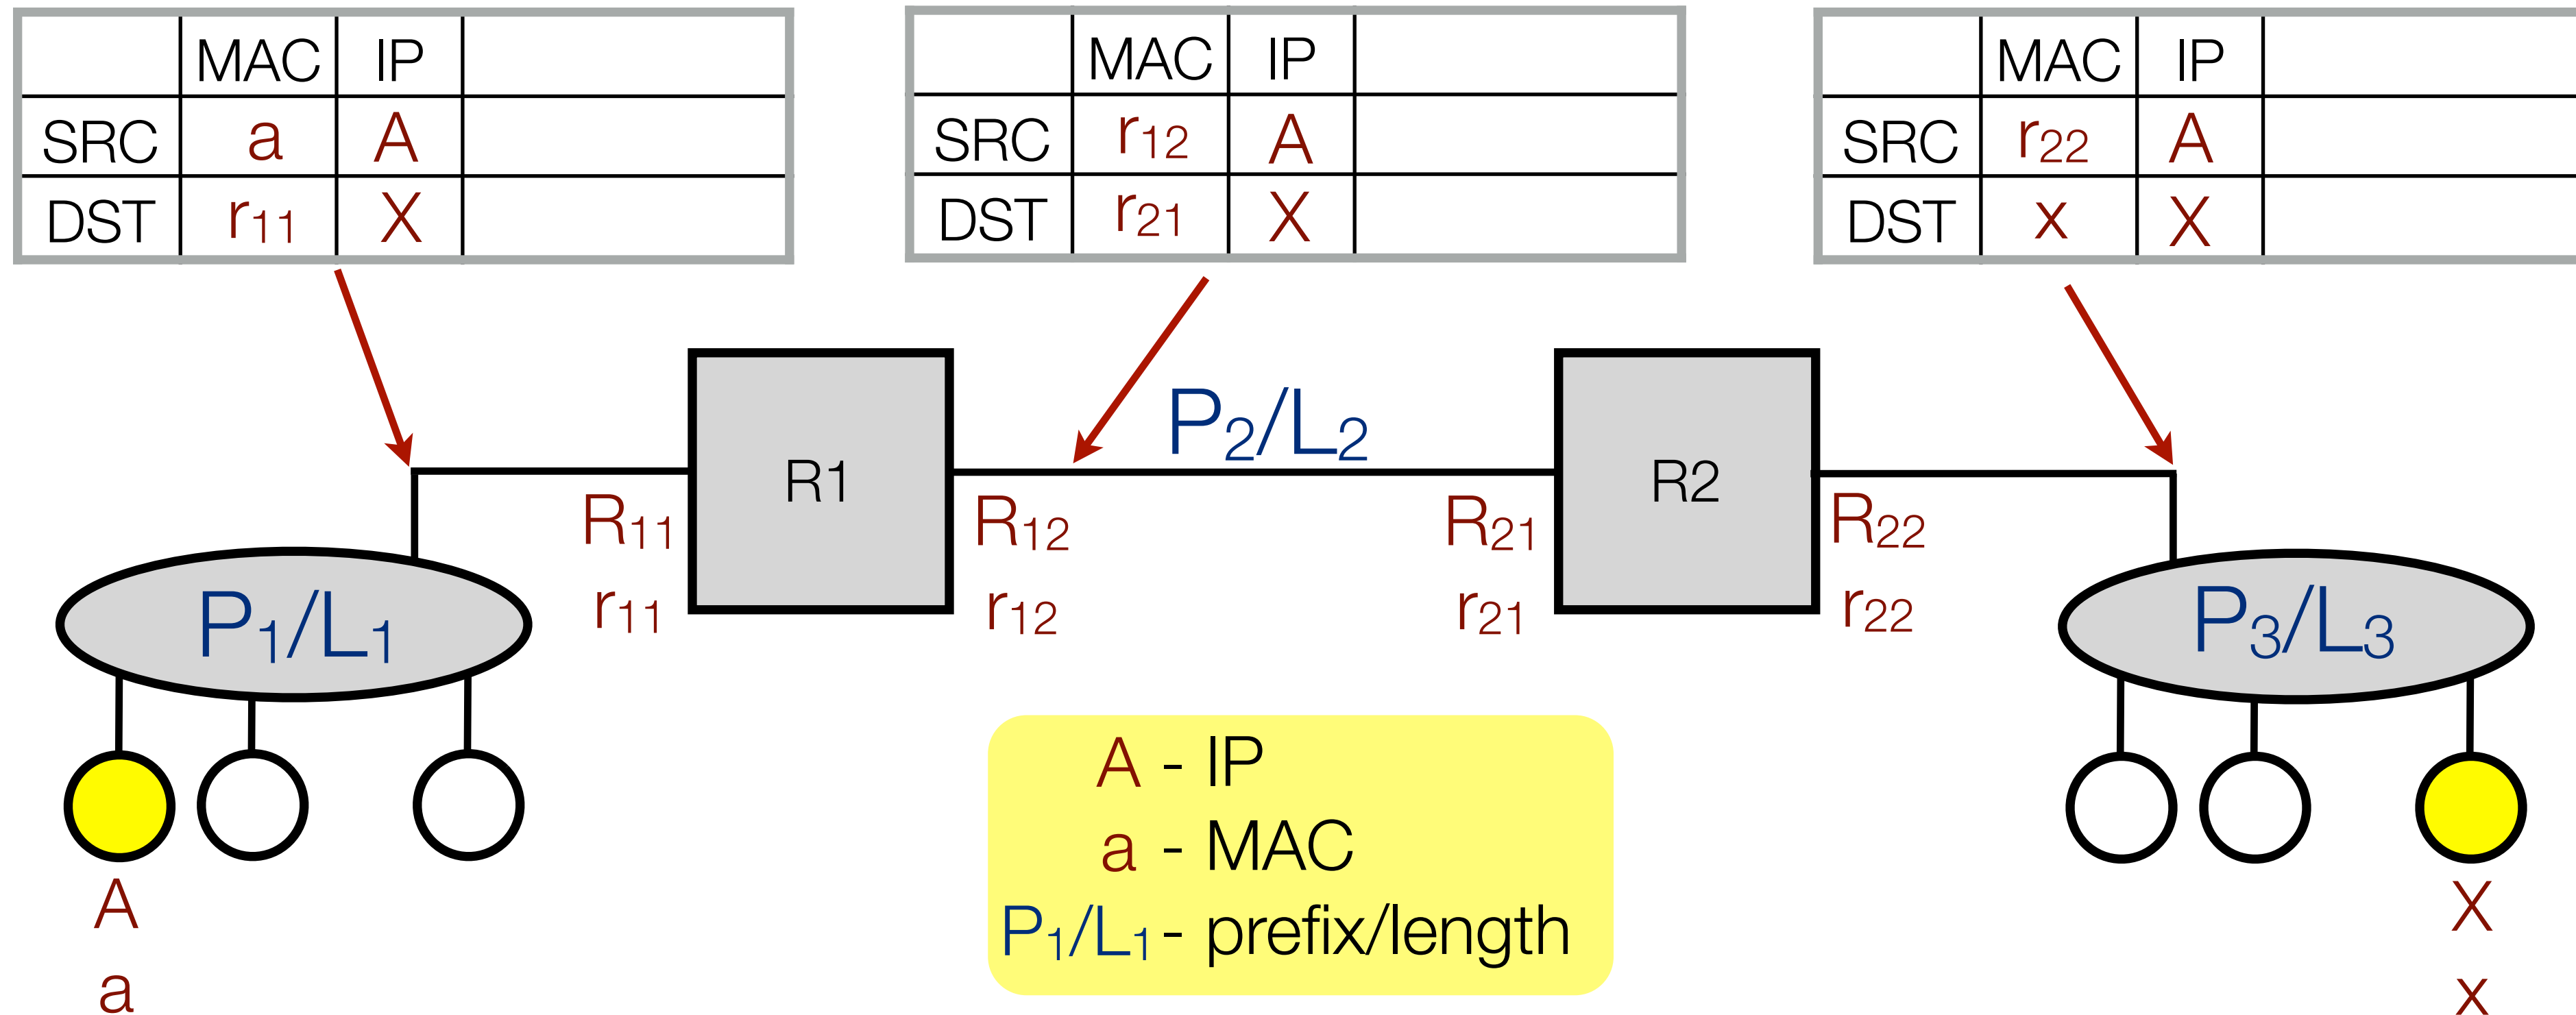 MAC IP
SRC a A
DST r11 X
MAC IP
SRC r12 A
DST r21 X
MAC IP
SRC r22 A
DST x X
P2/L2
R1
R2
R11
r11
R12
r12
R21
r21
R22
r22
P1/L1
P3/L3
A - IP
a - MAC
P1/L1 - prefix/length
A
a
X
x